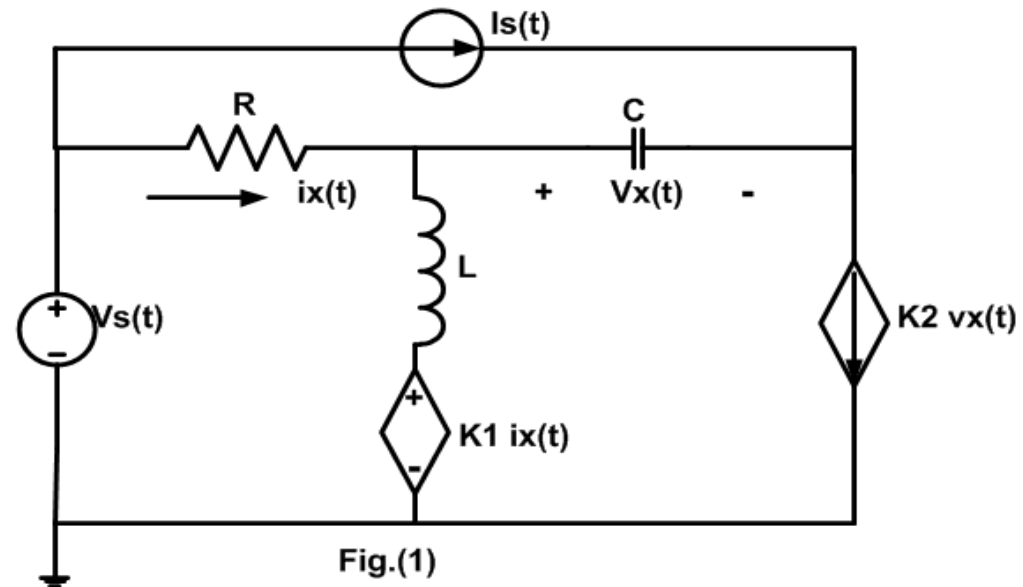 Is(t)
R
C
ix(t)
+ Vx(t) -
L
+
Vs(t)
-
K2 vx(t)
+
K1 ix(t)
-
Fig.(1)